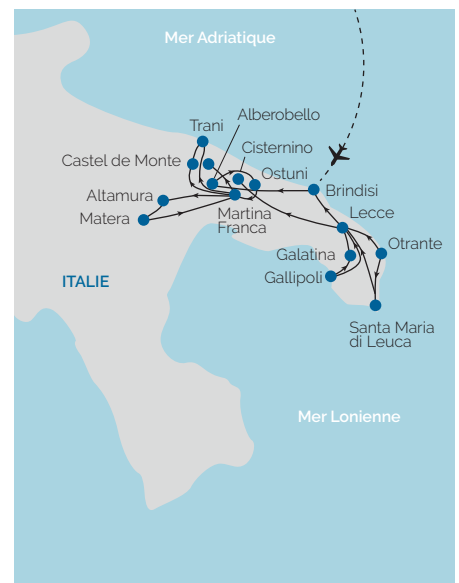 Mer Adriatique
Alberobello
Trani
Cisternino
Castel de Monte
Ostuni
Altamura
Brindisi
Matera
Martina
Franca
Lecce
Otrante
Galatina
Gallipoli
ITALIE
Santa Maria
di Leuca
Mer Lonienne